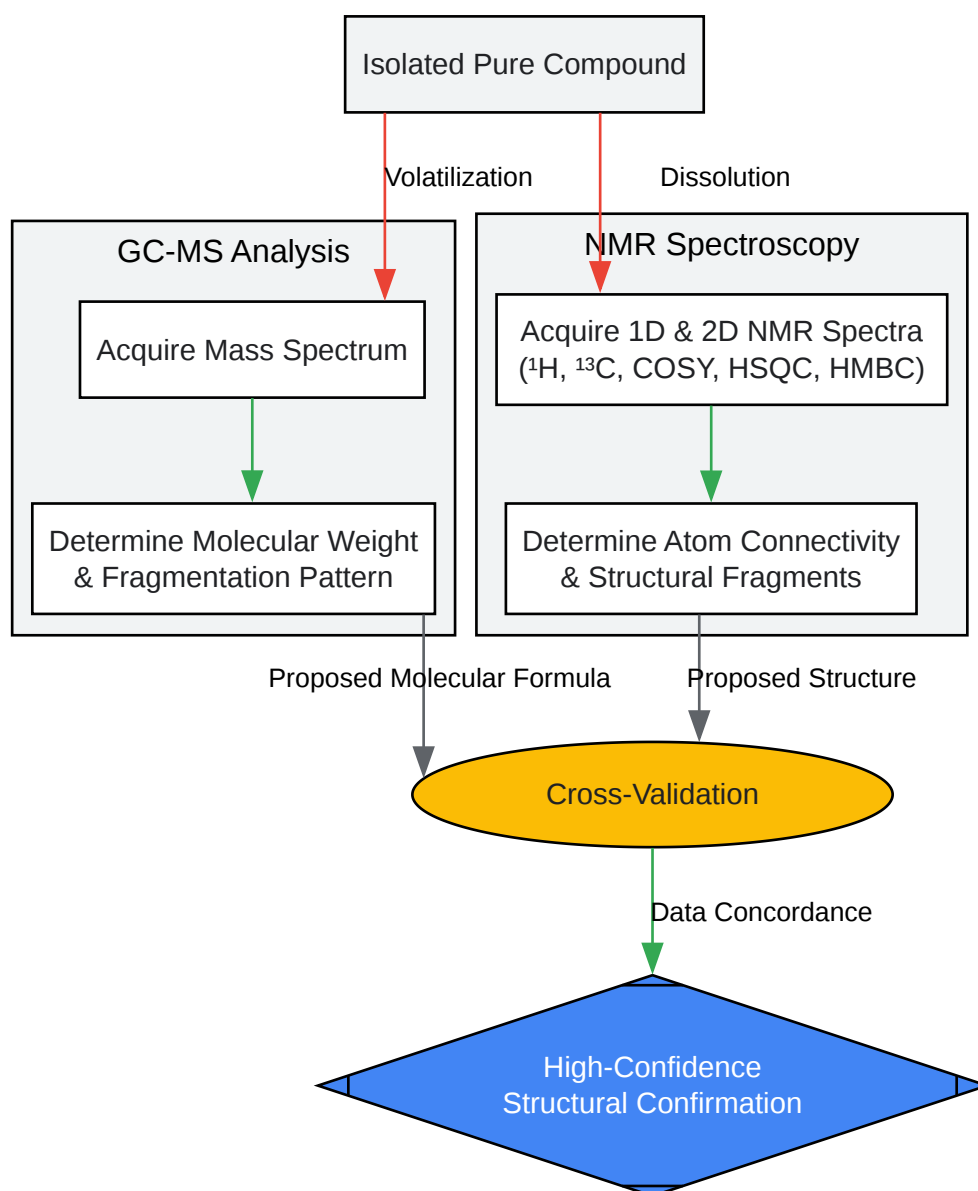 Isolated Pure Compound
Volatilization
Dissolution
GC-MS Analysis
NMR Spectroscopy
Acquire Mass Spectrum
Acquire 1D & 2D NMR Spectra
(¹H, ¹³C, COSY, HSQC, HMBC)
Determine Molecular Weight
& Fragmentation Pattern
Determine Atom Connectivity
& Structural Fragments
Proposed Molecular Formula
Proposed Structure
Cross-Validation
Data Concordance
High-Confidence
Structural Confirmation